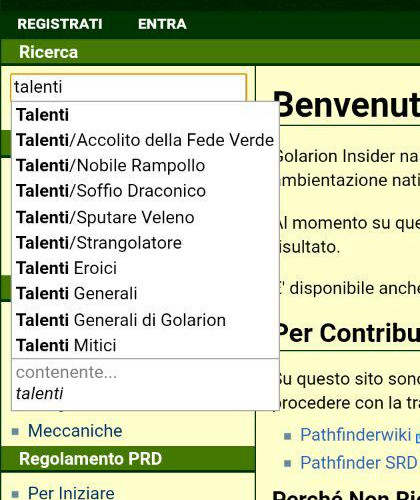 REGISTRATI ENTRA
Ricerca
talenti
Talenti
Talenti/Accolito della Fede Verde
Talenti/Nobile Rampollo
Talenti/Soffio Draconico
Talenti/Sputare Veleno
Talenti/Strangolatore
Talenti Eroici
Talenti Generali
Talenti Generali di Golarion
Talenti Mitici
contenente...
talenti
Meccaniche
Regolamento PRD
Per Iniziare
Benvenut
Golarion Insider na
ambientazione nati
Al momento su que
risultato.
E' disponibile anche
Per Contribu
Su questo sito sono
procedere con la tra
Pathfinderwiki
Pathfinder SRD